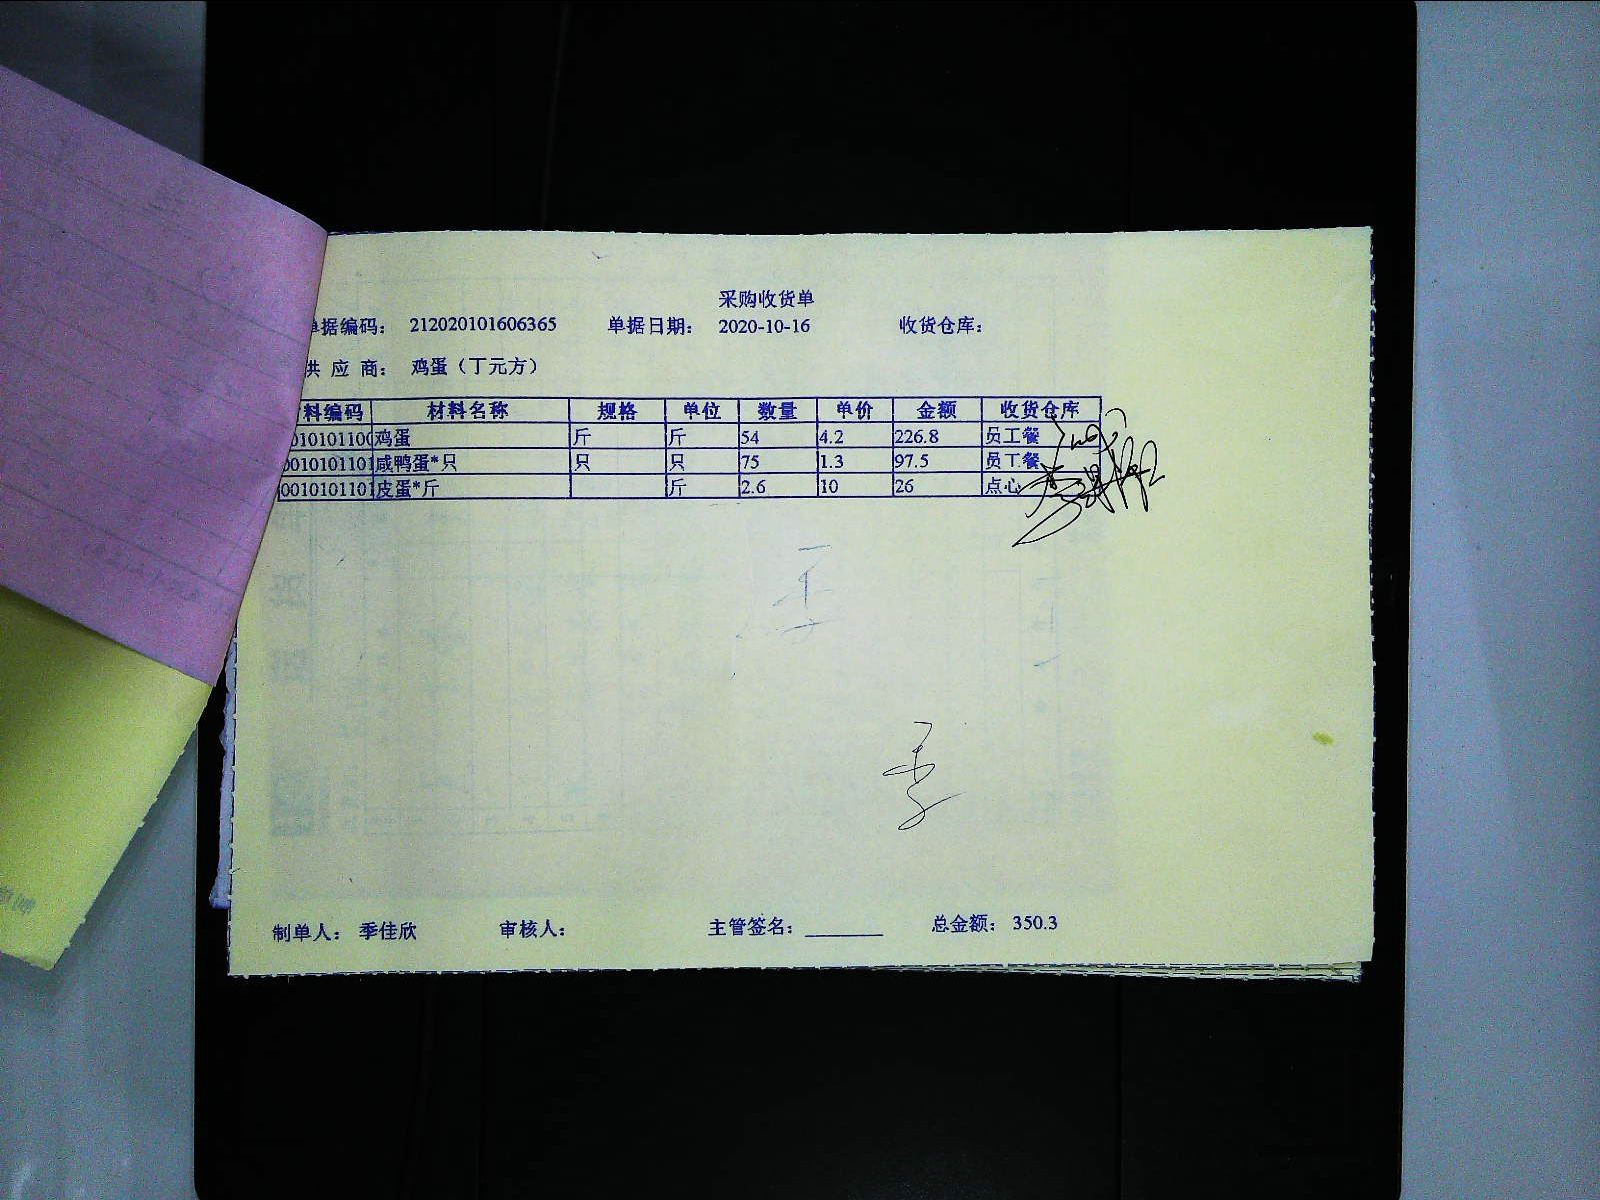 采购收货单
单据编码： 212020101606365 单据日期： 2020-10-16 收货仓库：
供 应 商： 鸡蛋（丁元方）
料编码 材料名称 规格 单位 数量 单价 金额 收货仓库
010101100 鸡蛋 斤 斤 54 4.2 226.8 员工餐
0010101101 咸鸭蛋*只 只 只 75 1.3 97.5 员工餐
0010101101 皮蛋*斤 斤 2.6 10 26 点心
季
制单人： 季佳欣 审核人： 主管签名：________ 总金额： 350.3